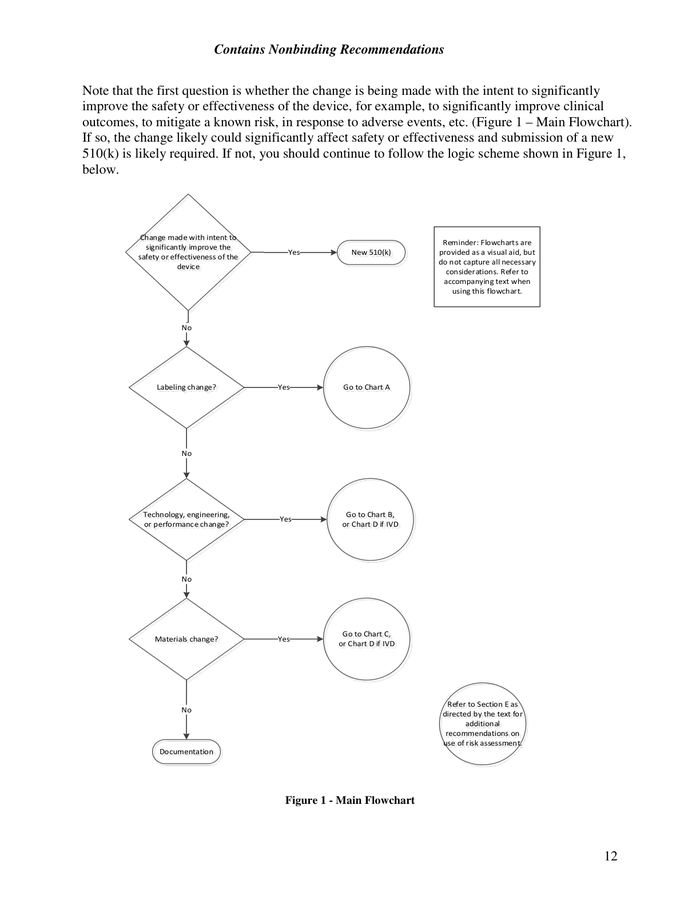 Contains Nonbinding Recommendations
Note that the first question is whether the change is being made with the intent to significantly
improve the safety or effectiveness of the device, for example, to significantly improve clinical
outcomes, to mitigate a known risk, in response to adverse events, etc. (Figure 1 – Main Flowchart).
If so, the change likely could significantly affect safety or effectiveness and submission of a new
510(k) is likely required. If not, you should continue to follow the logic scheme shown in Figure 1,
below.
Change made with intent to
significantly improve the
safety or effectiveness of the
device
Yes
New 510(k)
Reminder: Flowcharts are
provided as a visual aid, but
do not capture all necessary
considerations. Refer to
accompanying text when
using this flowchart.
No
Labeling change?
Yes
Go to Chart A
No
Technology, engineering,
or performance change?
Yes
Go to Chart B,
or Chart D if IVD
No
Materials change?
Yes
Go to Chart C,
or Chart D if IVD
No
Documentation
Refer to Section E as
directed by the text for
additional
recommendations on
use of risk assessment.
Figure 1 - Main Flowchart
12